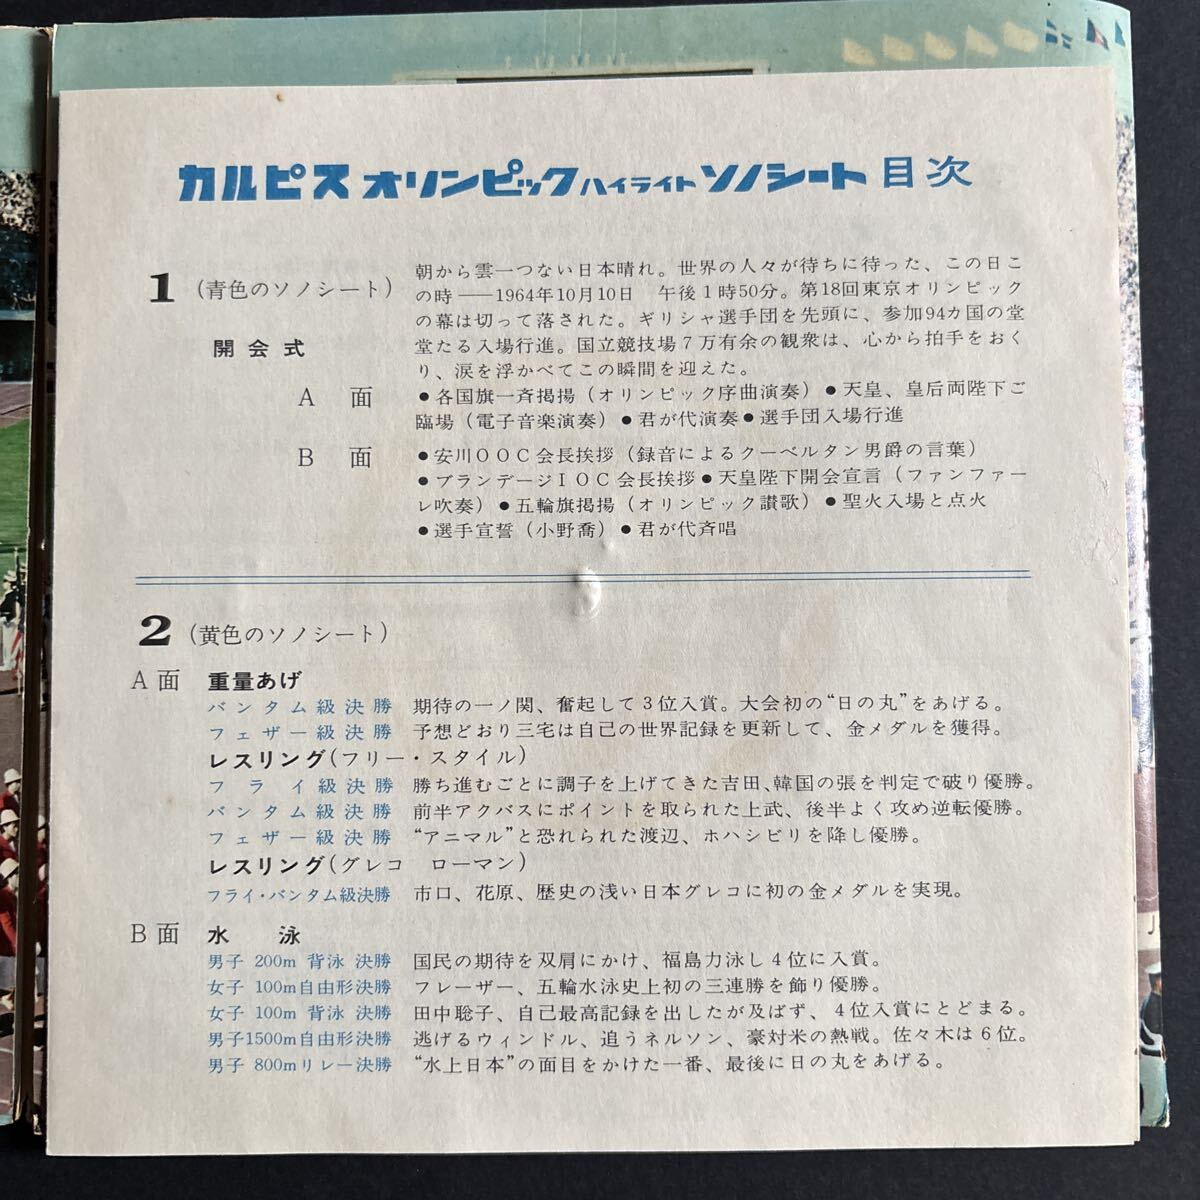 カルピス オリンピック ハイライト ソノシート 目次
1 (青色のソノシート)
開会式
朝から雲一つない日本晴れ。世界の人々が待ちに待った、この日こ
の時――1964年10月10日　午後1時50分。第18回東京オリンピック
の幕は切って落された。ギリシャ選手団を先頭に、参加94カ国の堂
堂たる入場行進。国立競技場7万有余の観衆は、心から拍手をおく
り、涙を浮かべてこの瞬間を迎えた。
A 面
●各国旗一斉掲揚（オリンピック序曲演奏）●天皇、皇后両陛下ご
臨場（電子音楽演奏）●君が代演奏●選手団入場行進
B 面
●安川OOC会長挨拶（録音によるクーベルタン男爵の言葉）
●ブランデージIOC会長挨拶●天皇陛下開会宣言（ファンファー
レ吹奏）●五輪旗掲揚（オリンピック讃歌）●聖火入場と点火
●選手宣誓（小野喬）●君が代斉唱
2 (黄色のソノシート)
A面 重量あげ
バンタム級決勝 期待の一ノ関、奮起して3位入賞。大会初の“日の丸”をあげる。
フェザー級決勝 予想どおり三宅は自己の世界記録を更新して、金メダルを獲得。
レスリング(フリー・スタイル)
フライ級決勝 勝ち進むごとに調子を上げてきた吉田、韓国の張を判定で破り優勝。
バンタム級決勝 前半アクバスにポイントを取られた上武、後半よく攻め逆転優勝。
フェザー級決勝 “アニマル”と恐れられた渡辺、ホハシビリを降し優勝。
レスリング(グレコ ローマン)
フライ・バンタム級決勝 市口、花原、歴史の浅い日本グレコに初の金メダルを実現。
B面 水泳
男子 200m 背泳 決勝 国民の期待を双肩にかけ、福島力泳し4位に入賞。
女子 100m自由形決勝 フレーザー、五輪水泳史上初の三連勝を飾り優勝。
女子 100m 背泳 決勝 田中聡子、自己最高記録を出したが及ばず、4位入賞にとどまる。
男子1500m自由形決勝 逃げるウィンドル、追うネルソン、豪対米の熱戦。佐々木は6位。
男子 800mリレー決勝 “水上日本”の面目をかけた一番、最後に日の丸をあげる。